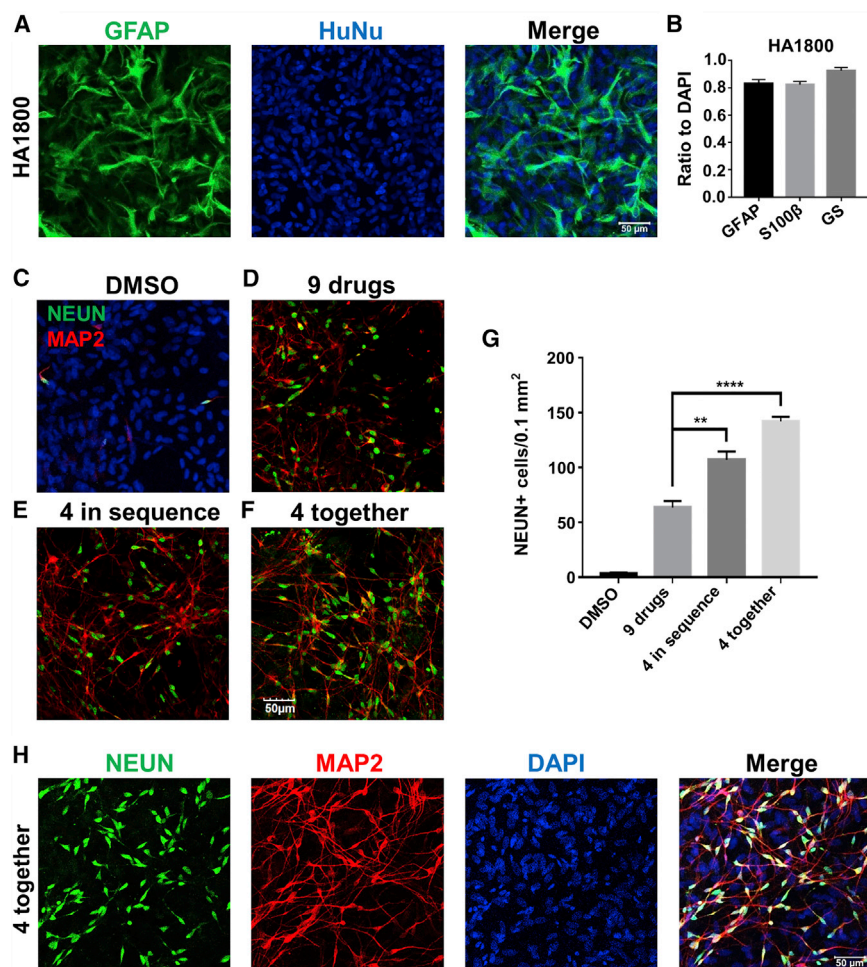 A
GFAP
HuNu
Merge
HA1800
50 µm
B
HA1800
Ratio to DAPI
1.0
0.8
0.6
0.4
0.2
0.0
GFAP
S100β
GS
C
DMSO
NEUN
MAP2
D
9 drugs
E
4 in sequence
F
4 together
50µm
G
NEUN+ cells/0.1 mm²
200
150
100
50
0
****
**
DMSO
9 drugs
4 in sequence
4 together
H
NEUN
MAP2
DAPI
Merge
4 together
50 µm